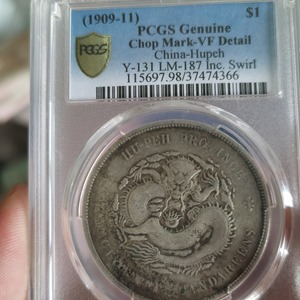 (1909-11) $1
PCGS Genuine
Chop Mark-VF Detail
China-Hupeh
Y-131 LM-187 Inc. Swirl
115697.98/37474366
PCGS
HU-PEH PROVINCE
CANDAREENS